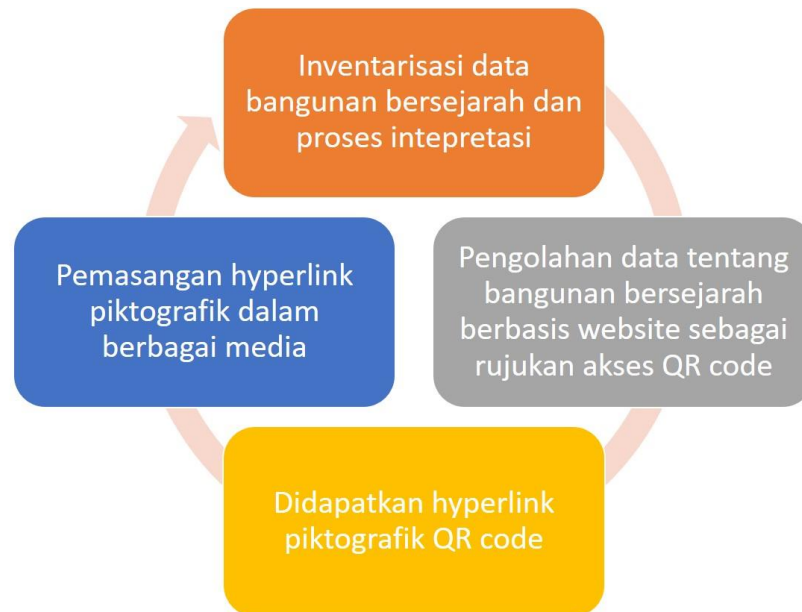 Inventarisasi data
bangunan bersejarah dan
proses intepretasi
Pengolahan data tentang
bangunan bersejarah
berbasis website sebagai
rujukan akses QR code
Didapatkan hyperlink
piktografik QR code
Pemasangan hyperlink
piktografik dalam
berbagai media